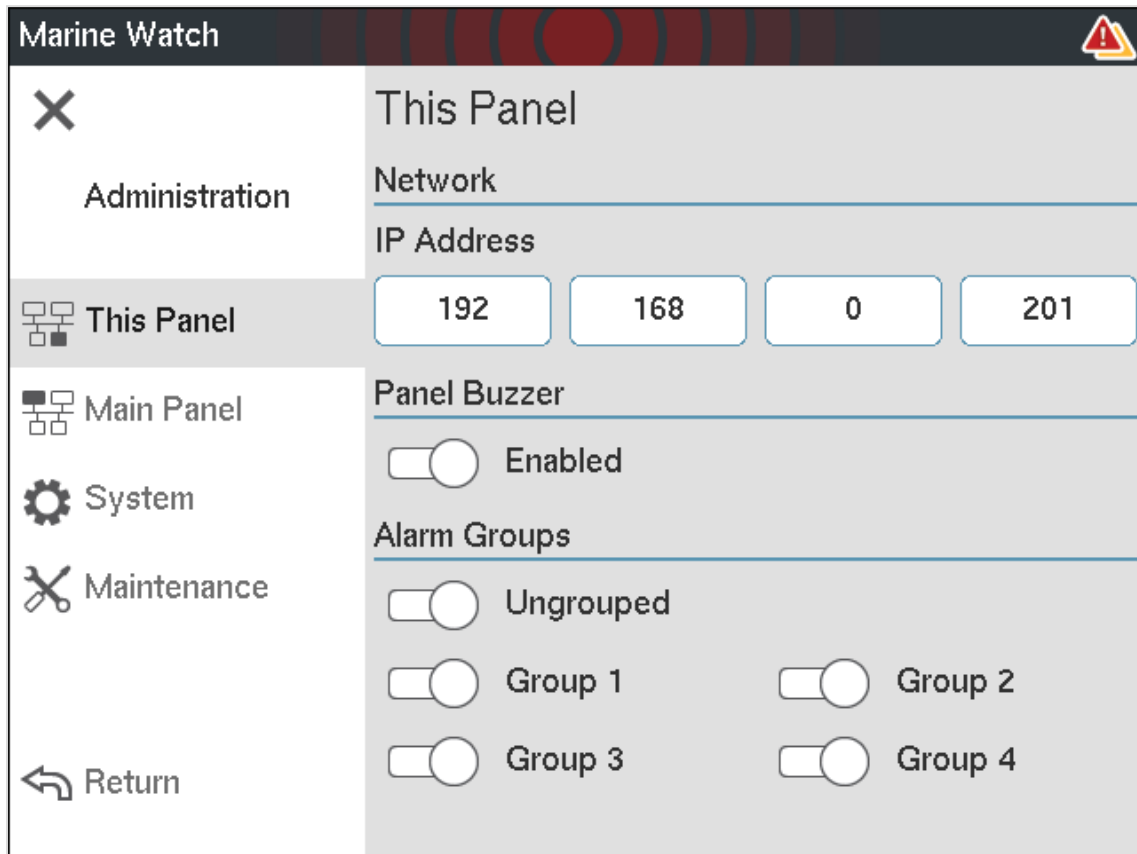 Marine Watch
Administration
This Panel
Main Panel
System
Maintenance
Return
This Panel
Network
IP Address
192 168 0 201
Panel Buzzer
Enabled
Alarm Groups
Ungrouped
Group 1 Group 2
Group 3 Group 4